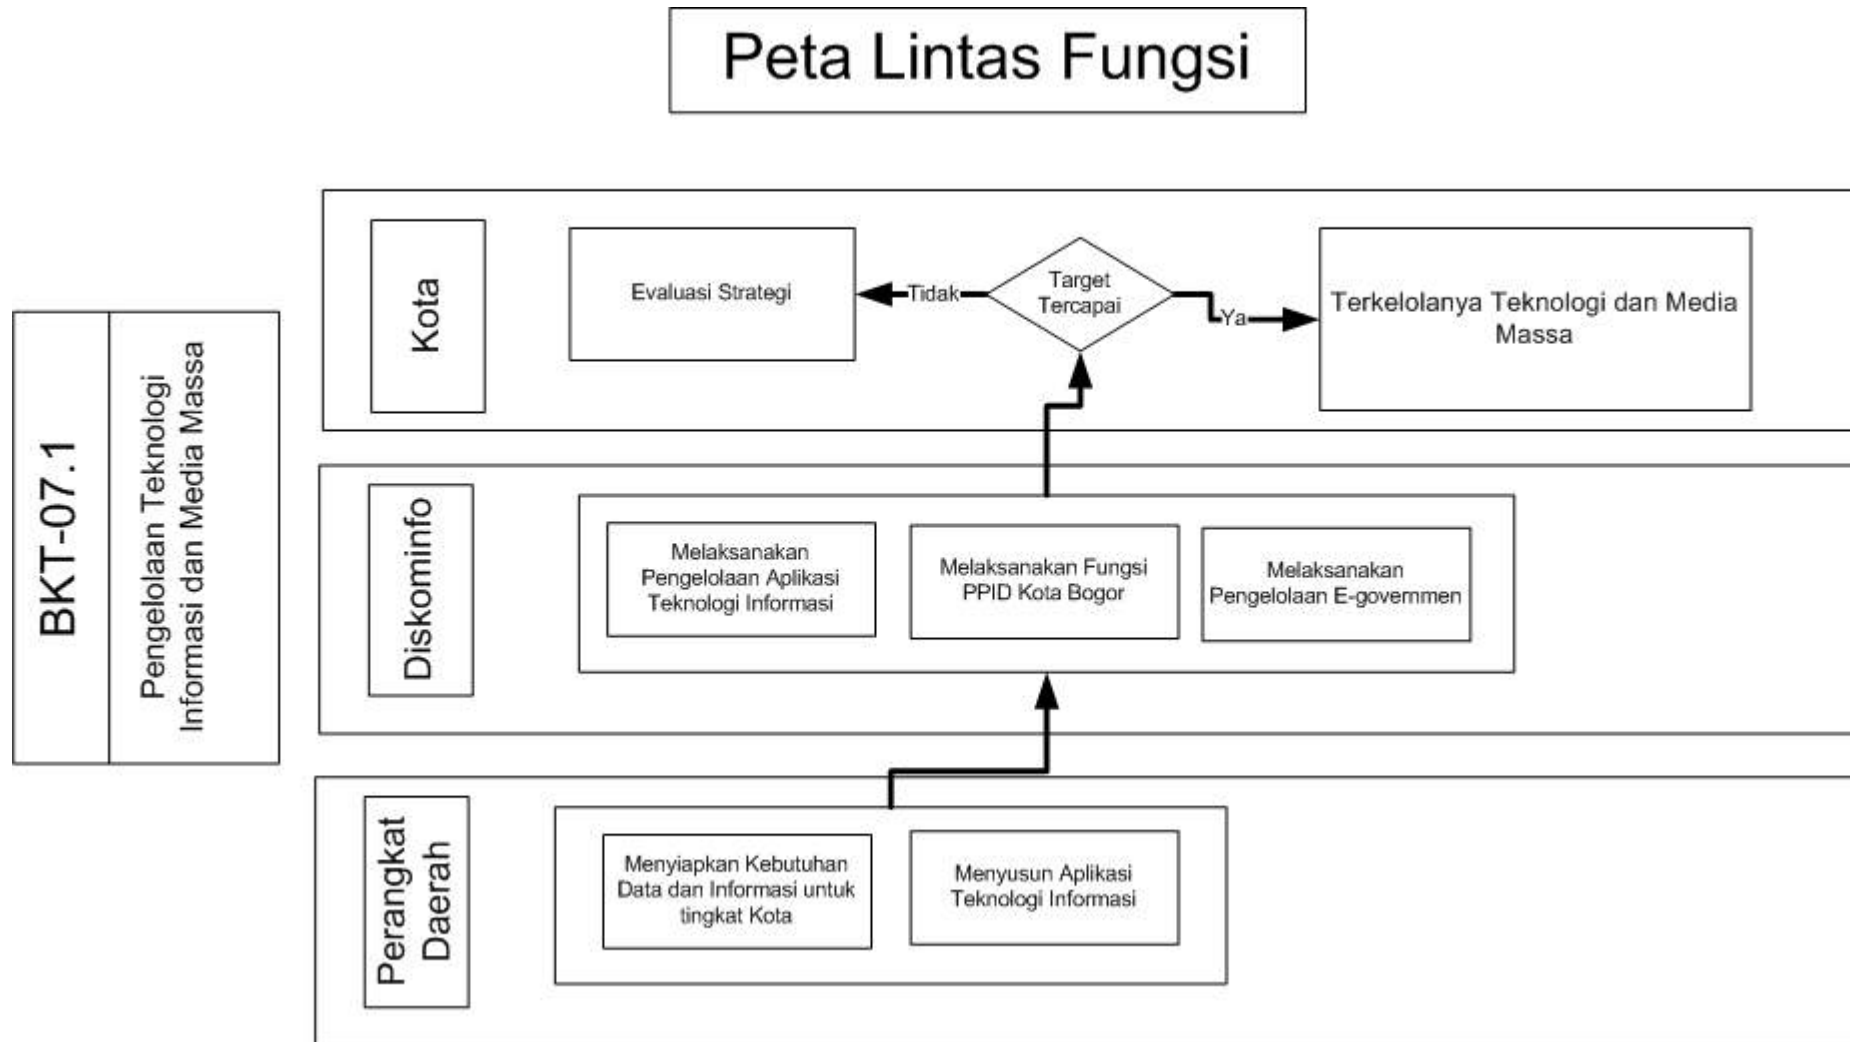 Peta Lintas Fungsi
BKT-07.1
Pengelolaan Teknologi
Informasi dan Media Massa
Kota
Evaluasi Strategi
Tidak
Target
Tercapai
Ya
Terkelolanya Teknologi dan Media
Massa
Diskominfo
Melaksanakan
Pengelolaan Aplikasi
Teknologi Informasi
Melaksanakan Fungsi
PPID Kota Bogor
Melaksanakan
Pengelolaan E-governmen
Perangkat
Daerah
Menyiapkan Kebutuhan
Data dan Informasi untuk
tingkat Kota
Menyusun Aplikasi
Teknologi Informasi